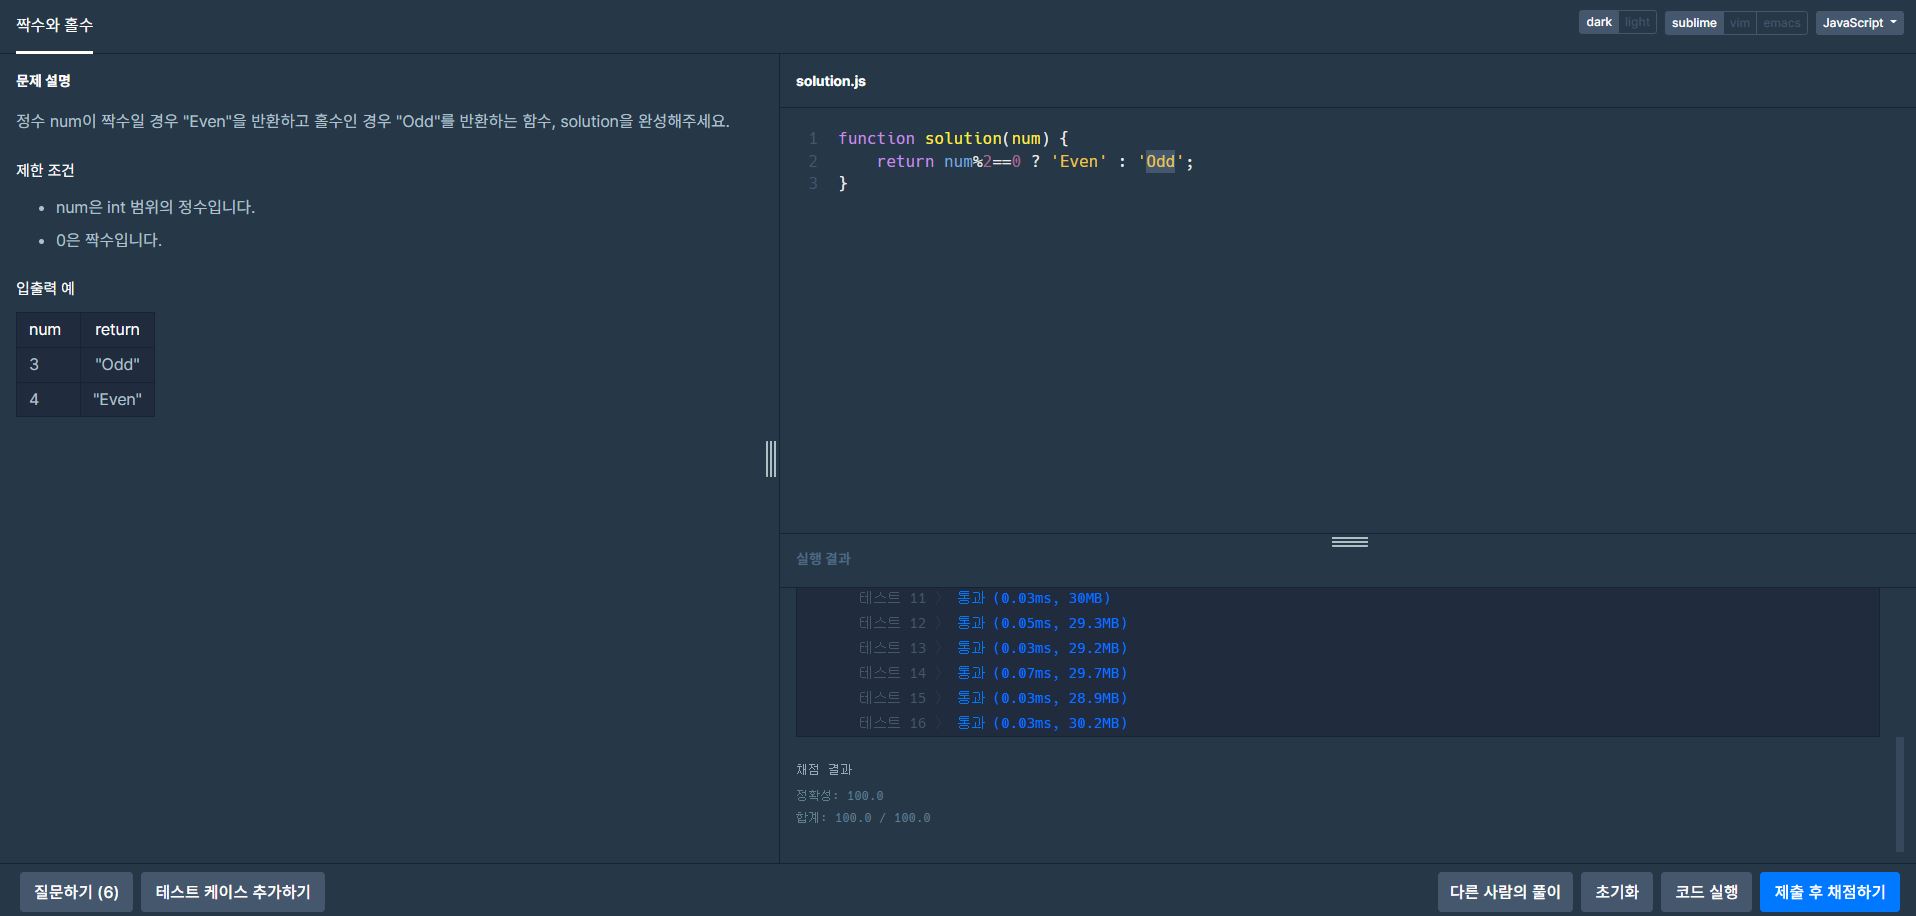 짝수와 홀수
dark light sublime vim emacs JavaScript
문제 설명
정수 num이 짝수일 경우 "Even"을 반환하고 홀수인 경우 "Odd"를 반환하는 함수, solution을 완성해주세요.
제한 조건
• num은 int 범위의 정수입니다.
• 0은 짝수입니다.
입출력 예
num return
3 "Odd"
4 "Even"
solution.js
1 function solution(num) {
2 return num%2==0 ? 'Even' : 'Odd';
3 }
실행 결과
테스트 11 〉 통과 (0.03ms, 30MB)
테스트 12 〉 통과 (0.05ms, 29.3MB)
테스트 13 〉 통과 (0.03ms, 29.2MB)
테스트 14 〉 통과 (0.07ms, 29.7MB)
테스트 15 〉 통과 (0.03ms, 28.9MB)
테스트 16 〉 통과 (0.03ms, 30.2MB)
채점 결과
정확성: 100.0
합계: 100.0 / 100.0
질문하기 (6) 테스트 케이스 추가하기 다른 사람의 풀이 초기화 코드 실행 제출 후 채점하기